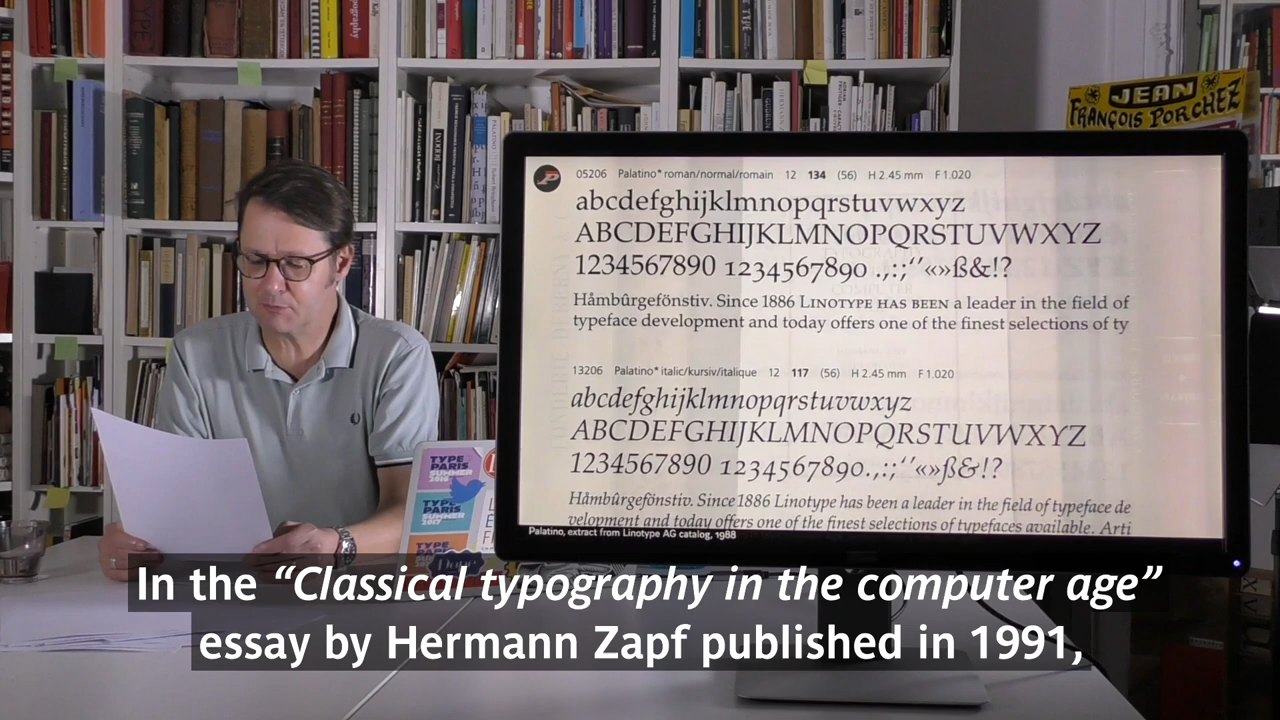 JEAN
FRANÇOIS PORCHEZ
05206 Palatino* roman/normal/romain 12 134 (56) H 2.45 mm F 1.020
abcdefghijklmnopqrstuvwxyz
ABCDEFGHIJKLMNOPQRSTUVWXYZ
1234567890 1234567890 .,:;‘’«»ß&!?
Håmbûrgefönstiv. Since 1886 LINOTYPE HAS BEEN a leader in the field of
typeface development and today offers one of the finest selections of ty
13206 Palatino* italic/kursiv/italique 12 117 (56) H 2.45 mm F 1.020
abcdefghijklmnopqrstuvwxyz
ABCDEFGHIJKLMNOPQRSTUVWXYZ
1234567890 1234567890.,:;‘’«»ß&!?
Håmbûrgefönstiv. Since 1886 Linotype has been a leader in the field of typeface de
velopment and today offers one of the finest selections of typefaces available. Arti
Palatino, extract from Linotype AG catalog, 1988
TYPE
PARIS
SUMMER
2016
TYPE
PARIS
SUMMER
2017
TYPE
PARIS
In the “Classical typography in the computer age”
essay by Hermann Zapf published in 1991,